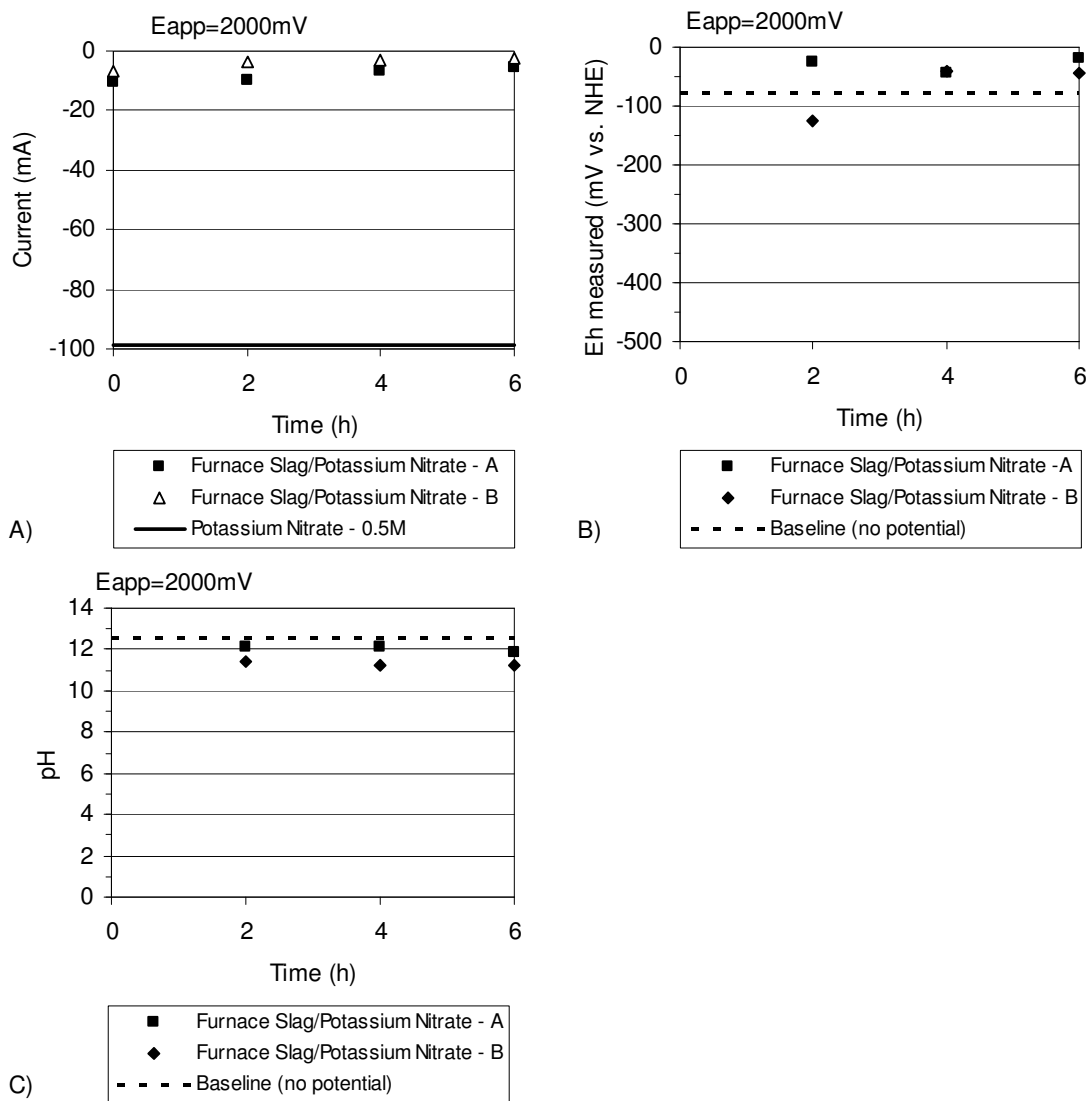 Eapp=2000mV
0
-20
-40
-60
-80
-100
Current (mA)
0 2 4 6
Time (h)
Furnace Slag/Potassium Nitrate - A
Furnace Slag/Potassium Nitrate - B
Potassium Nitrate - 0.5M
A)
Eapp=2000mV
0
-100
-200
-300
-400
-500
Eh measured (mV vs. NHE)
0 2 4 6
Time (h)
Furnace Slag/Potassium Nitrate -A
Furnace Slag/Potassium Nitrate - B
Baseline (no potential)
B)
Eapp=2000mV
14
12
10
8
6
4
2
0
pH
0 2 4 6
Time (h)
Furnace Slag/Potassium Nitrate - A
Furnace Slag/Potassium Nitrate - B
Baseline (no potential)
C)